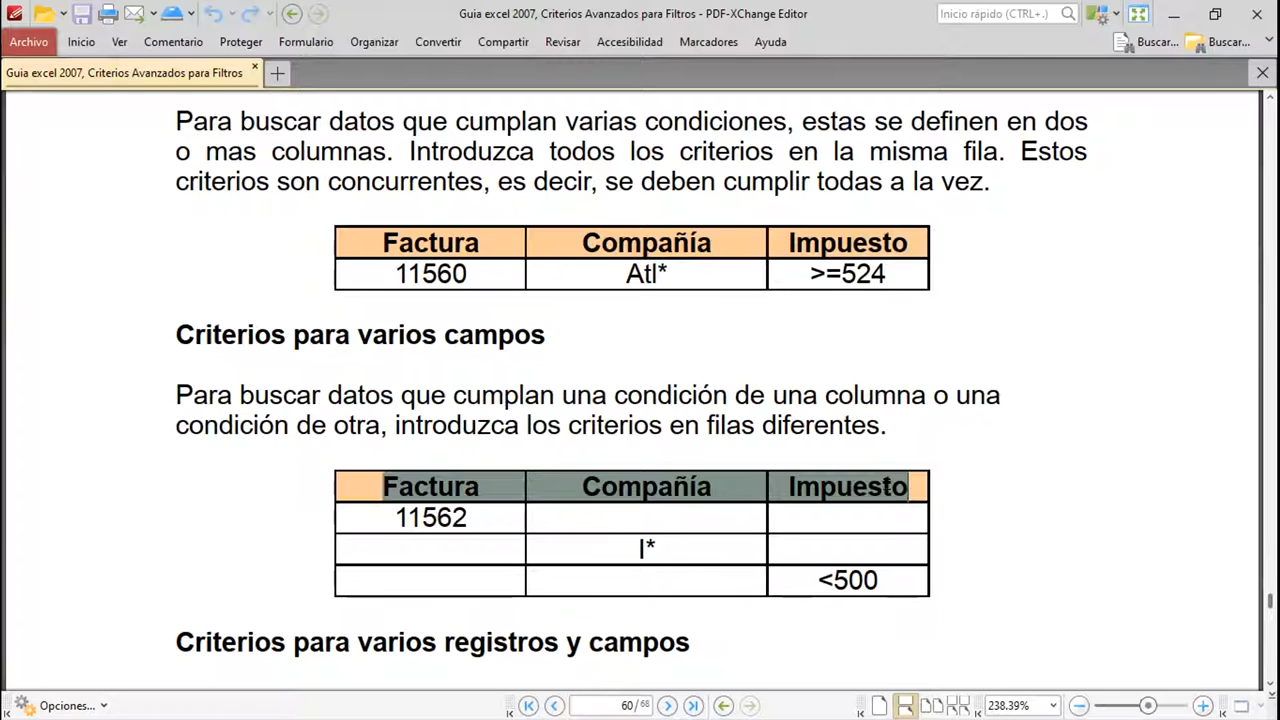 Guia excel 2007, Criterios Avanzados para Filtros - PDF-XChange Editor
Inicio rápido (CTRL+.)
Archivo Inicio Ver Comentario Proteger Formulario Organizar Convertir Compartir Revisar Accesibilidad Marcadores Ayuda Buscar... Buscar...
Guia excel 2007, Criterios Avanzados para Filtros
Para buscar datos que cumplan varias condiciones, estas se definen en dos
o mas columnas. Introduzca todos los criterios en la misma fila. Estos
criterios son concurrentes, es decir, se deben cumplir todas a la vez.
Factura Compañía Impuesto
11560 Atl* >=524
Criterios para varios campos
Para buscar datos que cumplan una condición de una columna o una
condición de otra, introduzca los criterios en filas diferentes.
Factura Compañía Impuesto
11562
I*
<500
Criterios para varios registros y campos
Opciones... 60 / 68 238.39%